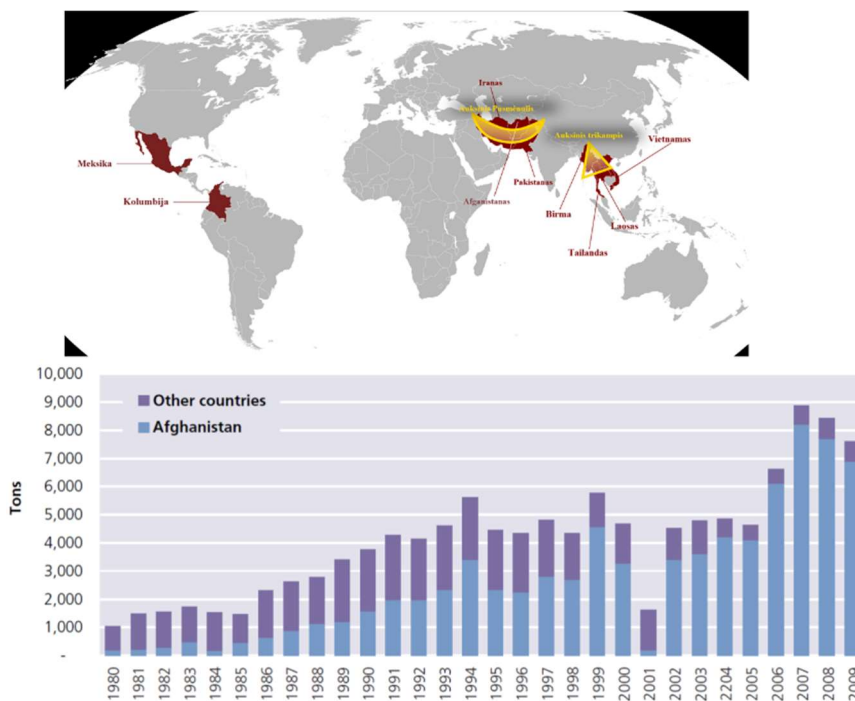 Iranas
Auksinis Pusmėnulis
Auksinis trikampis
Vietnamas
Meksika
Pakistanas
Kolumbija
Afganistanas
Birma
Laosas
Tailandas
10,000
9,000
8,000
7,000
6,000
5,000
4,000
3,000
2,000
1,000
-
Tons
Other countries
Afghanistan
1980
1981
1982
1983
1984
1985
1986
1987
1988
1989
1990
1991
1992
1993
1994
1995
1996
1997
1998
1999
2000
2001
2002
2003
2204
2005
2006
2007
2008
2009